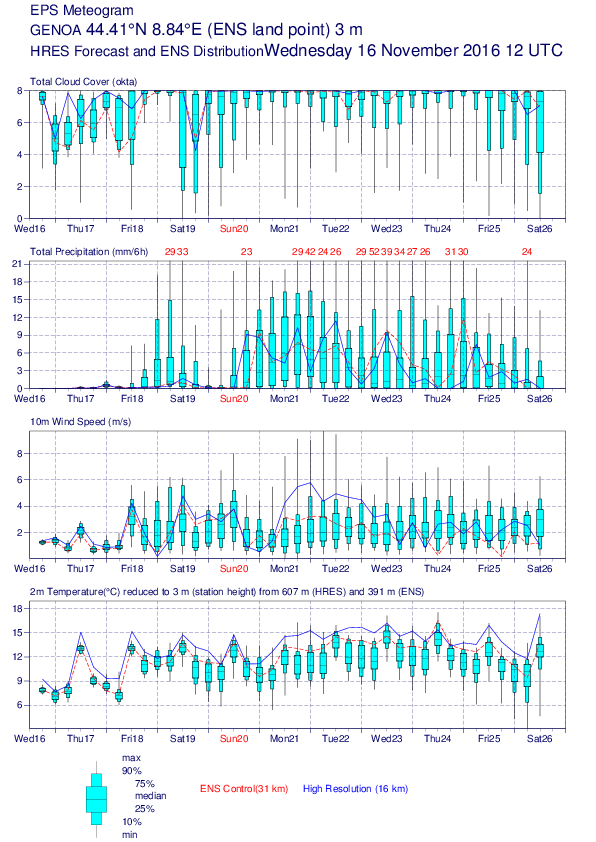 EPS Meteogram
GENOA 44.41°N 8.84°E (ENS land point) 3 m
HRES Forecast and ENS Distribution Wednesday 16 November 2016 12 UTC
Total Cloud Cover (okta)
8
6
4
2
0
Wed16 Thu17 Fri18 Sat19 Sun20 Mon21 Tue22 Wed23 Thu24 Fri25 Sat26
Total Precipitation (mm/6h) 29 33 23 29 42 24 26 29 52 39 34 27 26 31 30 24
21
18
15
12
9
6
3
0
Wed16 Thu17 Fri18 Sat19 Sun20 Mon21 Tue22 Wed23 Thu24 Fri25 Sat26
10m Wind Speed (m/s)
8
6
4
2
Wed16 Thu17 Fri18 Sat19 Sun20 Mon21 Tue22 Wed23 Thu24 Fri25 Sat26
2m Temperature(°C) reduced to 3 m (station height) from 607 m (HRES) and 391 m (ENS)
18
15
12
9
6
Wed16 Thu17 Fri18 Sat19 Sun20 Mon21 Tue22 Wed23 Thu24 Fri25 Sat26
max
90%
75%
median
25%
10%
min
ENS Control(31 km) High Resolution (16 km)